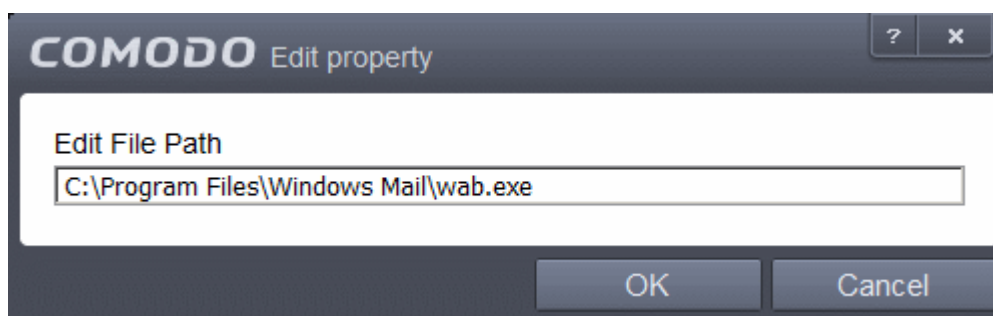 COMODO Edit property
? ×
Edit File Path
C:\Program Files\Windows Mail\wab.exe
OK Cancel